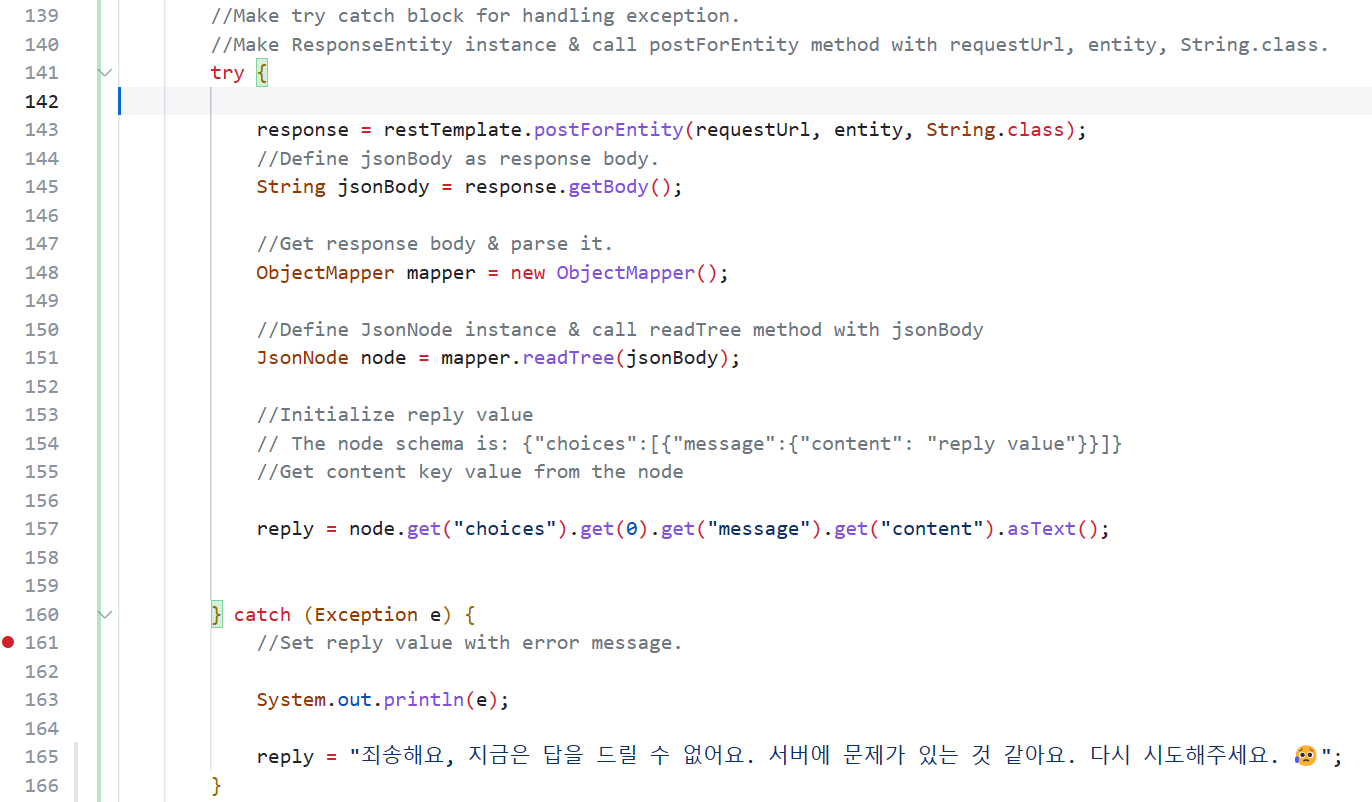 139 //Make try catch block for handling exception.
140 //Make ResponseEntity instance & call postForEntity method with requestUrl, entity, String.class.
141 try {
142
143 response = restTemplate.postForEntity(requestUrl, entity, String.class);
144 //Define jsonBody as response body.
145 String jsonBody = response.getBody();
146
147 //Get response body & parse it.
148 ObjectMapper mapper = new ObjectMapper();
149
150 //Define JsonNode instance & call readTree method with jsonBody
151 JsonNode node = mapper.readTree(jsonBody);
152
153 //Initialize reply value
154 // The node schema is: {"choices":[{"message":{"content": "reply value"}}]}
155 //Get content key value from the node
156
157 reply = node.get("choices").get(0).get("message").get("content").asText();
158
159
160 } catch (Exception e) {
161 //Set reply value with error message.
162
163 System.out.println(e);
164
165 reply = "죄송해요, 지금은 답을 드릴 수 없어요. 서버에 문제가 있는 것 같아요. 다시 시도해주세요. 😥";
166 }